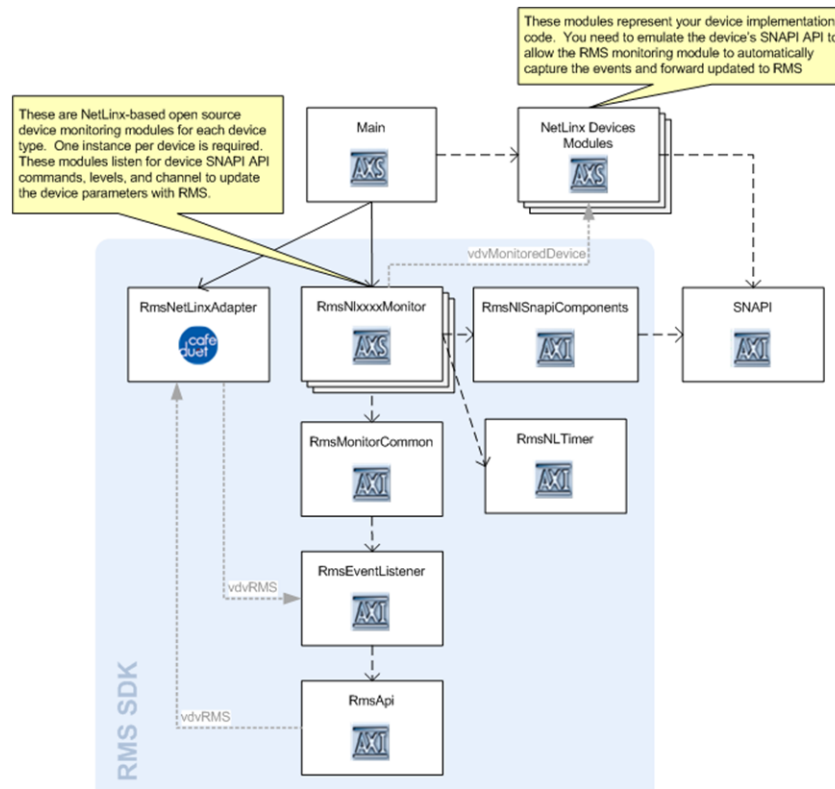 These modules represent your device implementation
code. You need to emulate the device's SNAPI API to
allow the RMS monitoring module to automatically
capture the events and forward updated to RMS
These are NetLinx-based open source
device monitoring modules for each device
type. One instance per device is required.
These modules listen for device SNAPI API
commands, levels, and channel to update
the device parameters with RMS.
Main
AXS
NetLinx Devices
Modules
AXS
vdvMonitoredDevice
RmsNetLinxAdapter
cafe
duet
RmsNlxxxxMonitor
AXS
RmsNlSnapiComponents
AXI
SNAPI
AXI
RmsMonitorCommon
AXI
RmsNLTimer
AXI
RmsEventListener
AXI
vdvRMS
RmsApi
AXI
vdvRMS
RMS SDK